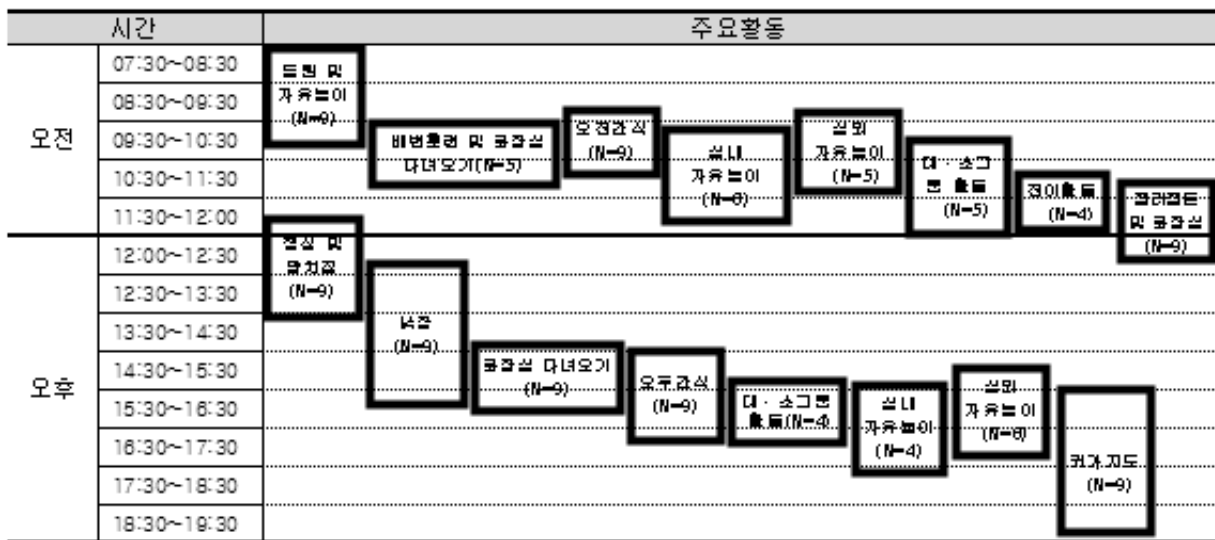 시간 주요활동
오전
07:30~08:30
08:30~09:30
09:30~10:30
10:30~11:30
11:30~12:00
등원 및
자유놀이
(N=9)
배변훈련 및 화장실
다녀오기(N=5)
오전간식
(N=9)
실내
자유놀이
실외
자유놀이
(N=5)
대·소그
룹 활동
(N=5)
전이활동
(N=4)
및 화장실
(N=9)
오후
12:00~12:30
12:30~13:30
13:30~14:30
14:30~15:30
15:30~16:30
16:30~17:30
17:30~18:30
18:30~19:30
점심 및
양치질
(N=9)
낮잠
(N=9)
화장실 다녀오기
(N=9)
오후간식
(N=9)
대·소그룹
활동(N=4)
실내
자유놀이
(N=4)
실외
자유놀이
귀가지도
(N=9)